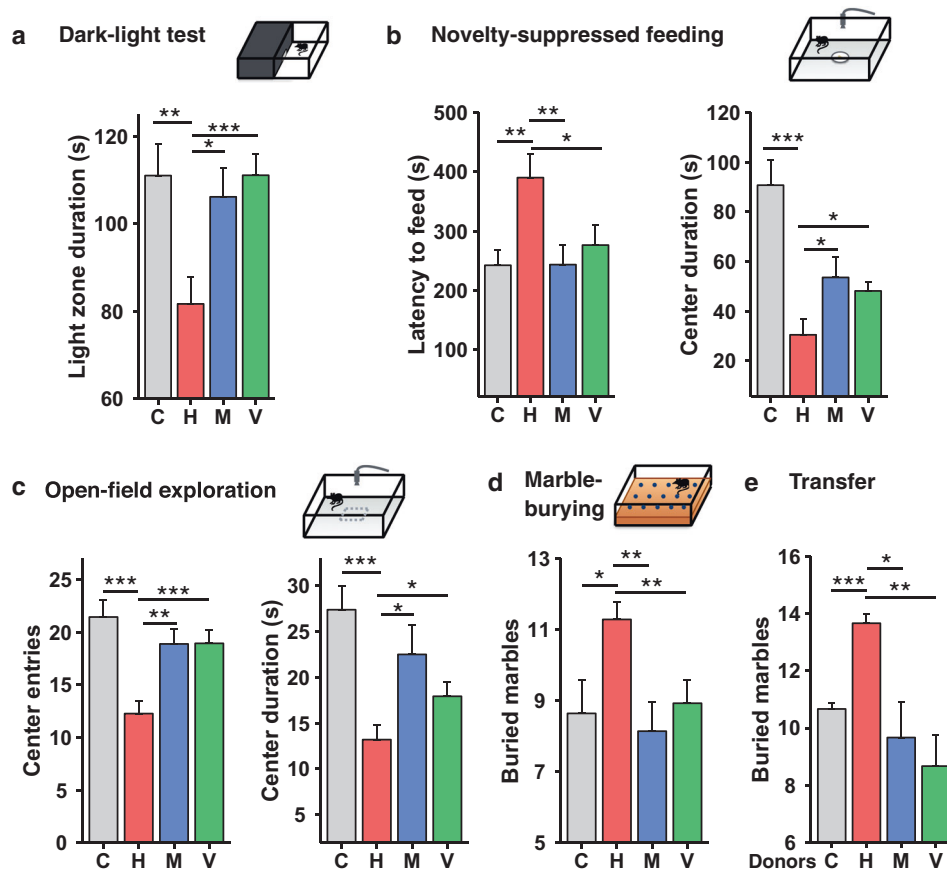 a Dark-light test
Light zone duration (s)
120
100
80
60
** *** *
C H M V
b Novelty-suppressed feeding
Latency to feed (s)
500
400
300
200
100
** ** *
C H M V
Center duration (s)
120
100
80
60
40
20
*** * *
C H M V
c Open-field exploration
Center entries
25
20
15
10
5
0
*** *** **
C H M V
Center duration (s)
30
25
20
15
10
5
*** * *
C H M V
d Marble-
burying
Buried marbles
13
11
9
7
5
* ** **
C H M V
e Transfer
Buried marbles
16
14
12
10
8
6
*** * **
Donors C H M V